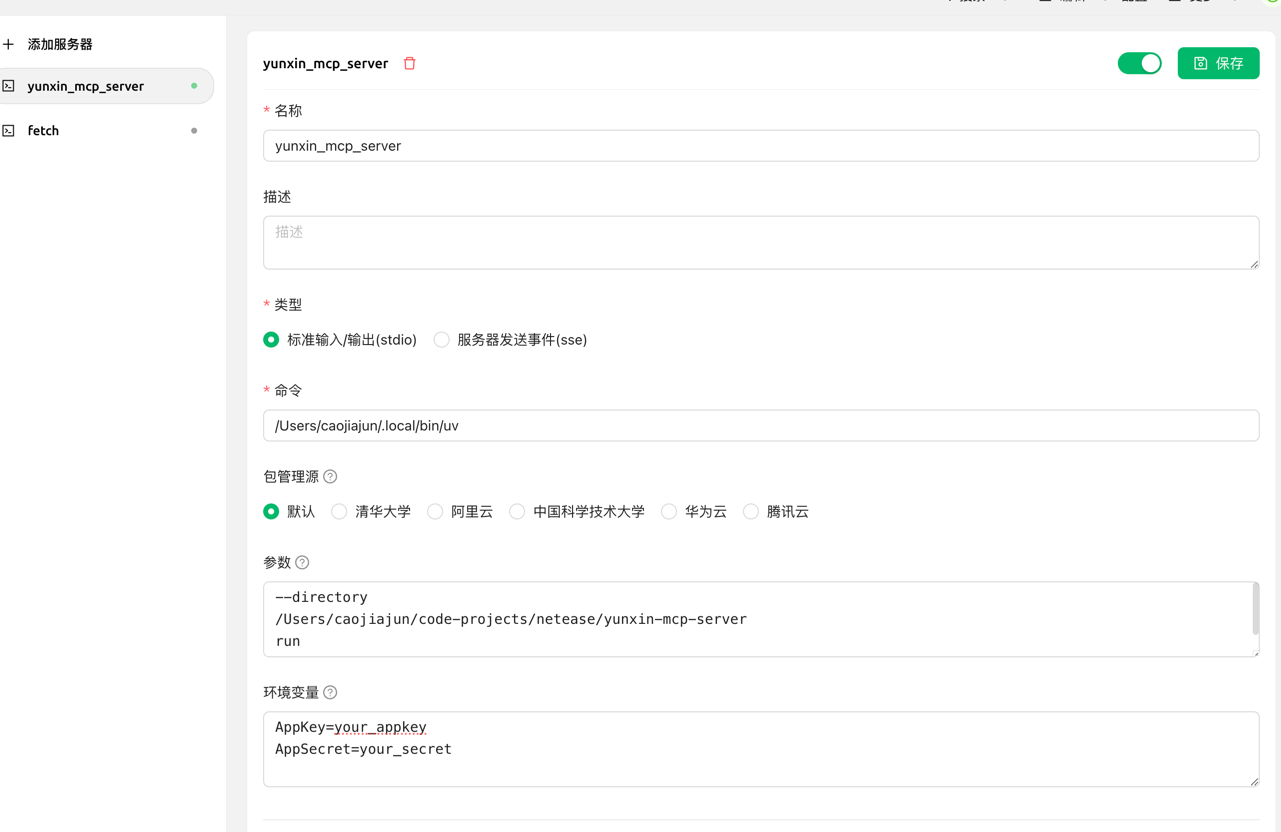 添加服务器
yunxin_mcp_server
fetch
yunxin_mcp_server
保存
* 名称
yunxin_mcp_server
描述
描述
* 类型
标准输入/输出(stdio) 服务器发送事件(sse)
* 命令
/Users/caojiajun/.local/bin/uv
包管理源
默认 清华大学 阿里云 中国科学技术大学 华为云 腾讯云
参数
--directory
/Users/caojiajun/code-projects/netease/yunxin-mcp-server
run
环境变量
AppKey=your_appkey
AppSecret=your_secret